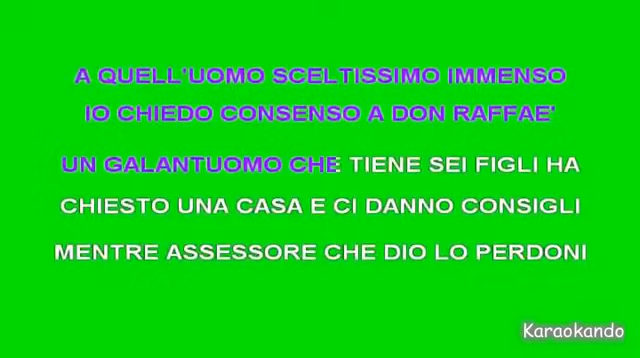 A QUELL'UOMO SCELTISSIMO IMMENSO
IO CHIEDO CONSENSO A DON RAFFAE'
UN GALANTUOMO CHE TIENE SEI FIGLI HA
CHIESTO UNA CASA E CI DANNO CONSIGLI
MENTRE ASSESSORE CHE DIO LO PERDONI
Karaokando